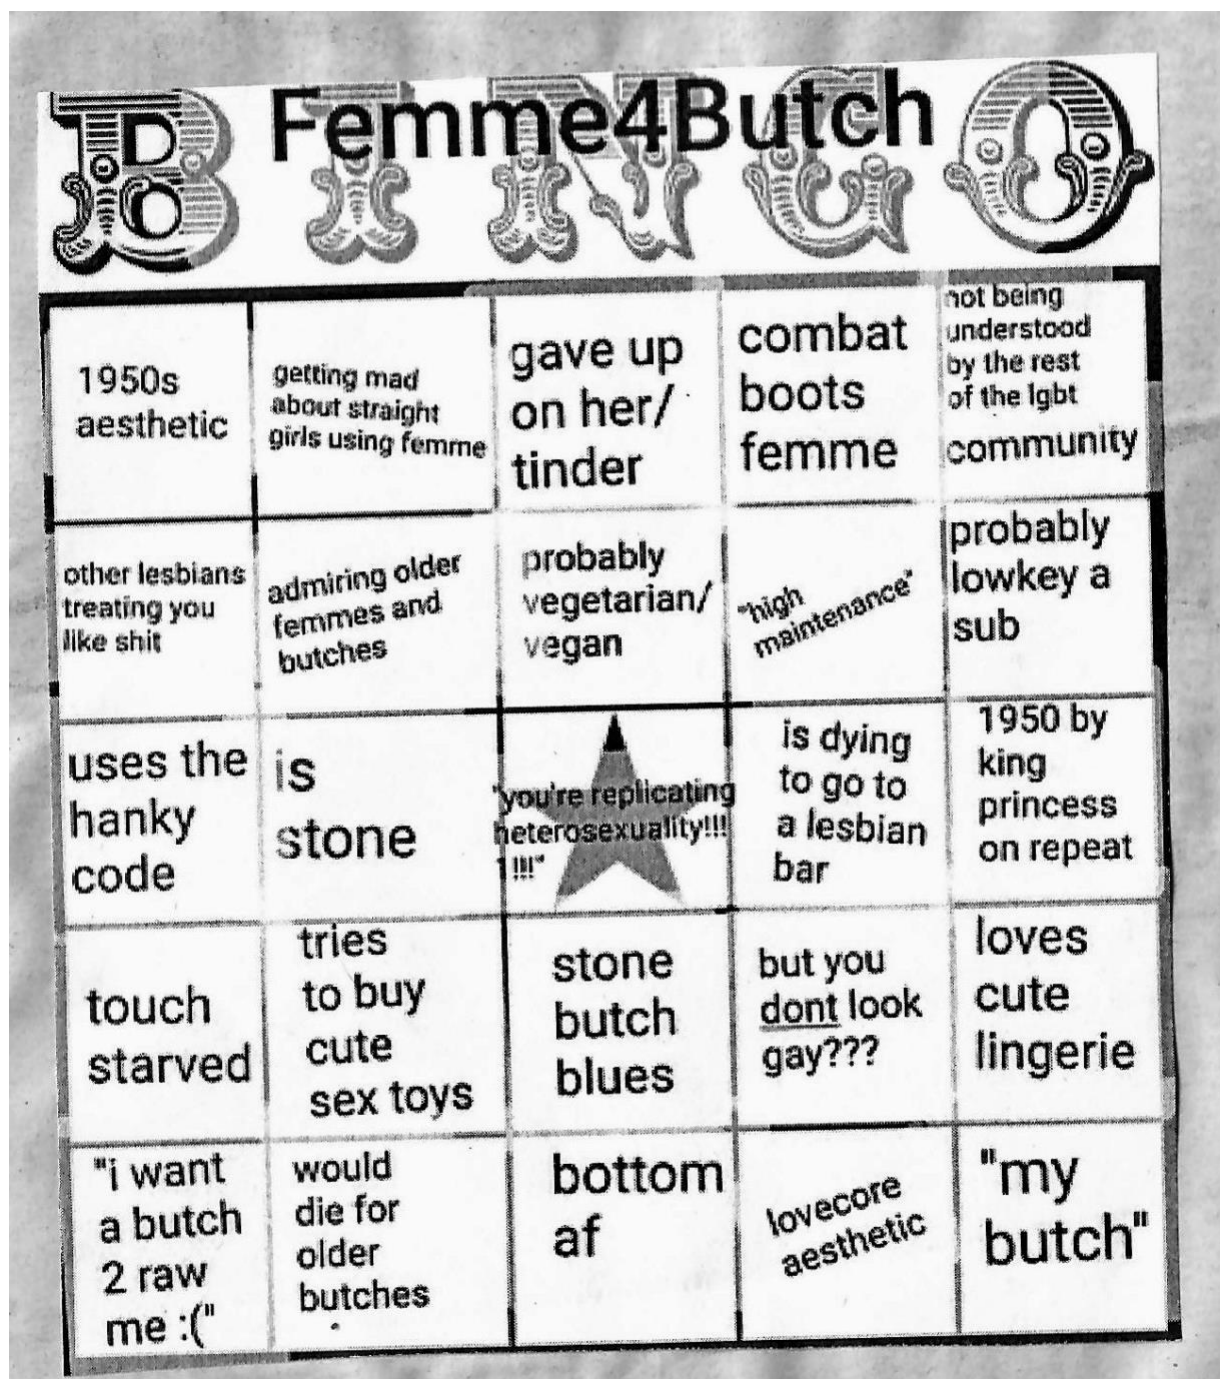 BINGO
Femme4Butch
1950s
aesthetic
getting mad
about straight
girls using femme
gave up
on her/
tinder
combat
boots
femme
not being
understood
by the rest
of the lgbt
community
other lesbians
treating you
like shit
admiring older
femmes and
butches
probably
vegetarian/
vegan
"high
maintenance"
probably
lowkey a
sub
uses the
hanky
code
is
stone
"you're replicating
heterosexuality!!!
1!!!"
is dying
to go to
a lesbian
bar
1950 by
king
princess
on repeat
touch
starved
tries
to buy
cute
sex toys
stone
butch
blues
but you
dont look
gay???
loves
cute
lingerie
"i want
a butch
2 raw
me :("
would
die for
older
butches
bottom
af
lovecore
aesthetic
"my
butch"